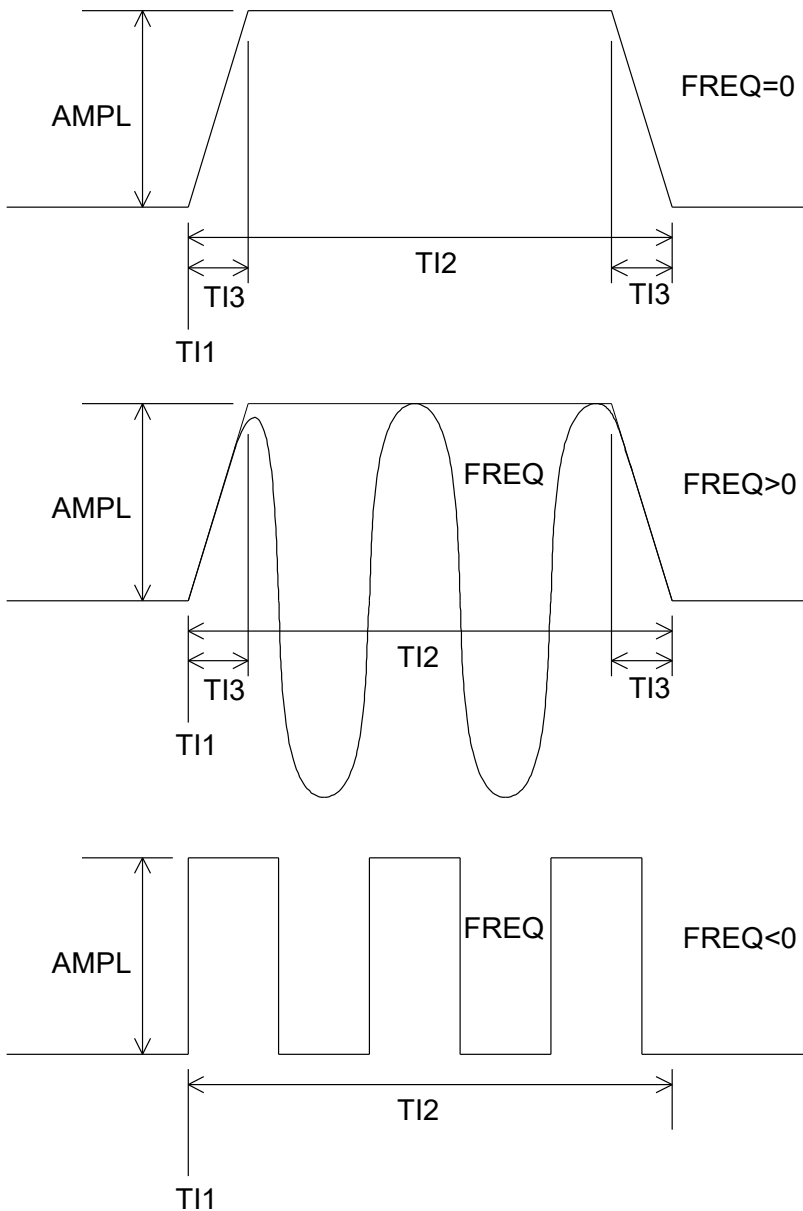 FREQ=0
AMPL
TI2
TI3
TI3
TI1
FREQ
FREQ>0
AMPL
TI2
TI3
TI3
TI1
FREQ
FREQ<0
AMPL
TI2
TI1